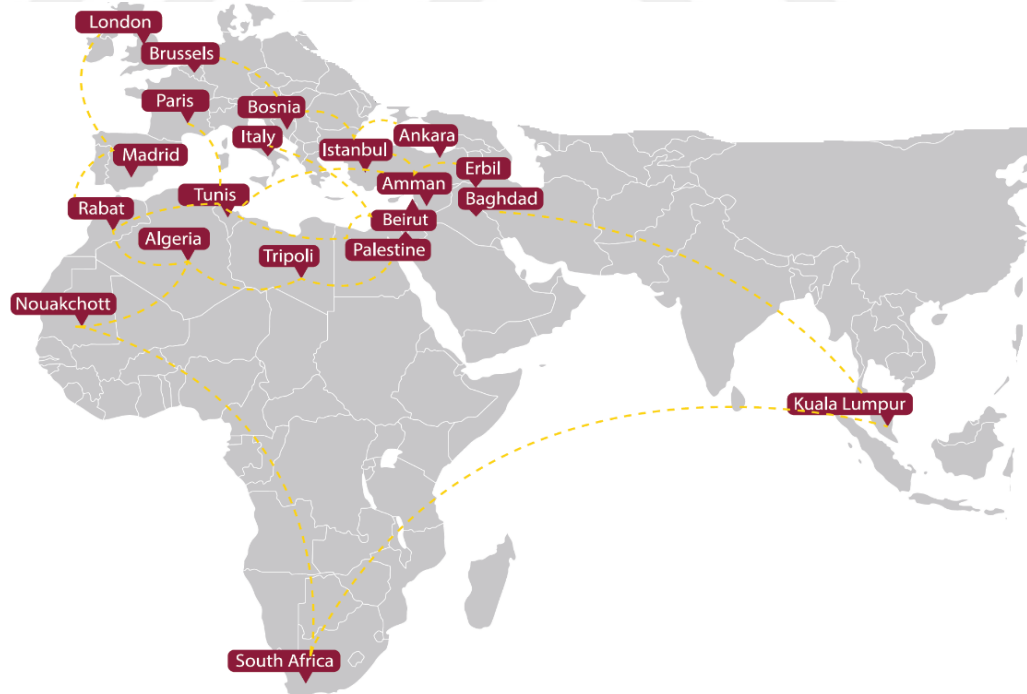 London
Brussels
Paris
Bosnia
Italy
Ankara
Istanbul
Madrid
Erbil
Amman
Tunis
Baghdad
Rabat
Beirut
Algeria
Palestine
Tripoli
Nouakchott
Kuala Lumpur
South Africa